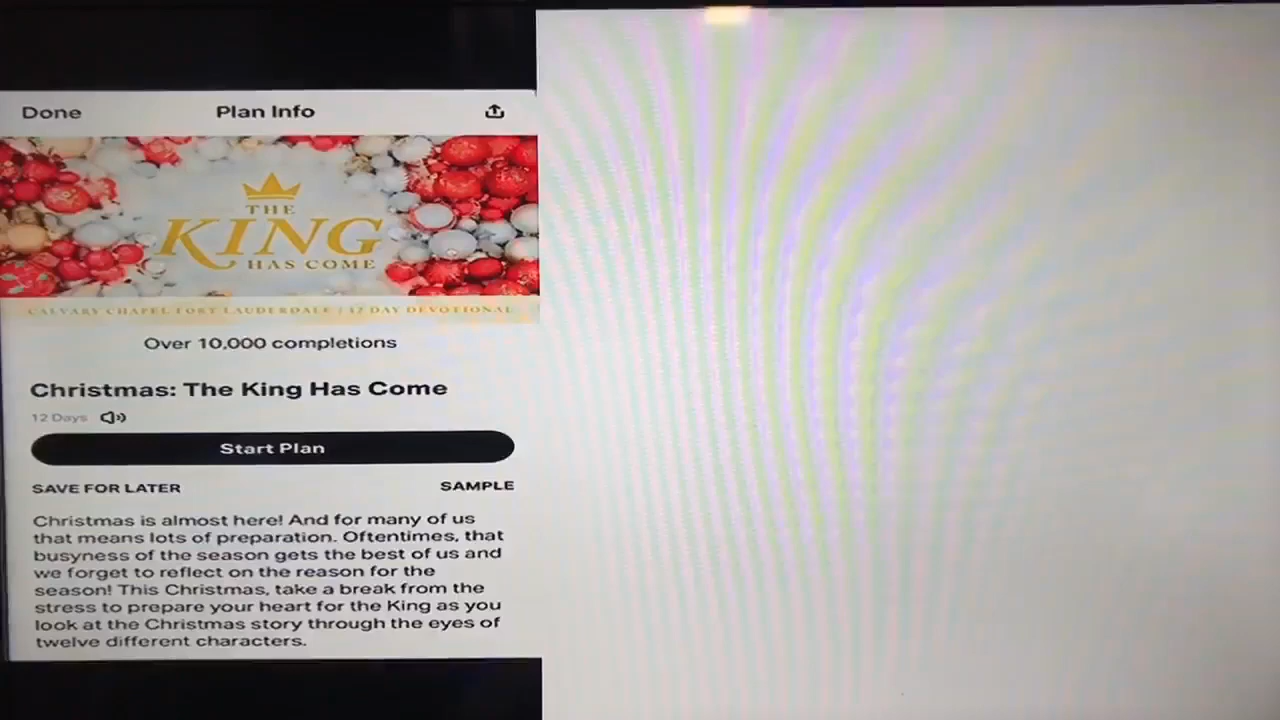 Done Plan Info
THE
KING
HAS COME
CALVARY CHAPEL FORT LAUDERDALE / 12 DAY DEVOTIONAL
Over 10,000 completions
Christmas: The King Has Come
12 Days
Start Plan
SAVE FOR LATER SAMPLE
Christmas is almost here! And for many of us
that means lots of preparation. Oftentimes, that
busyness of the season gets the best of us and
we forget to reflect on the reason for the
season! This Christmas, take a break from the
stress to prepare your heart for the King as you
look at the Christmas story through the eyes of
twelve different characters.